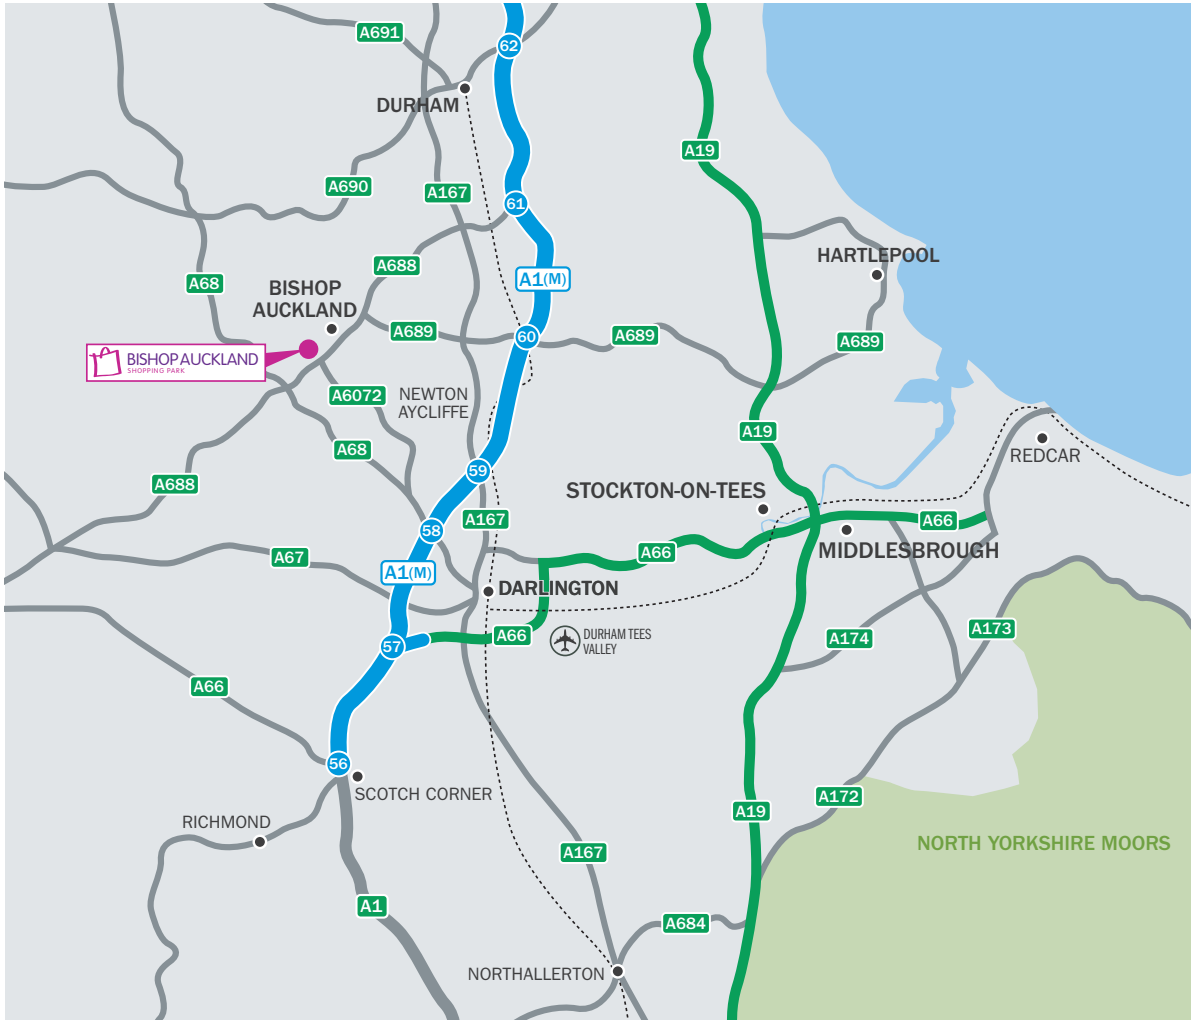 62
A691
DURHAM
A19
A690
A167
61
HARTLEPOOL
A688
A68
A1(M)
BISHOP
AUCKLAND
A689
60
A689
A689
BISHOP AUCKLAND
SHOPPING PARK
A6072
NEWTON
AYCLIFFE
A19
A68
REDCAR
59
A688
STOCKTON-ON-TEES
A167
A66
58
MIDDLESBROUGH
A66
A67
A1(M)
DARLINGTON
A66
DURHAM TEES
VALLEY
A173
A174
57
A66
56
SCOTCH CORNER
A172
A19
RICHMOND
NORTH YORKSHIRE MOORS
A167
A1
A684
NORTHALLERTON